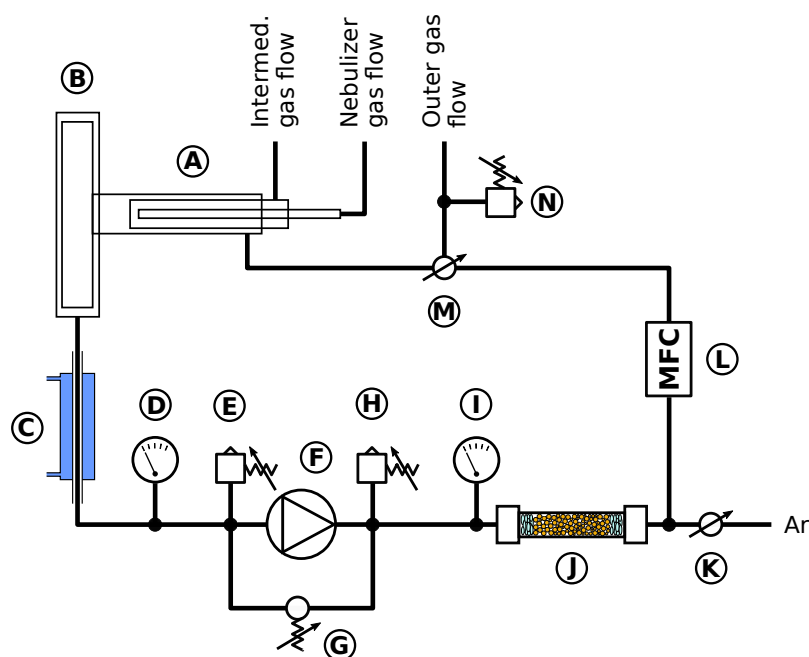 Intermed.
gas flow
Nebulizer
gas flow
Outer gas
flow
B
A
N
M
MFC
L
D
E
H
I
C
F
Ar
J
K
G